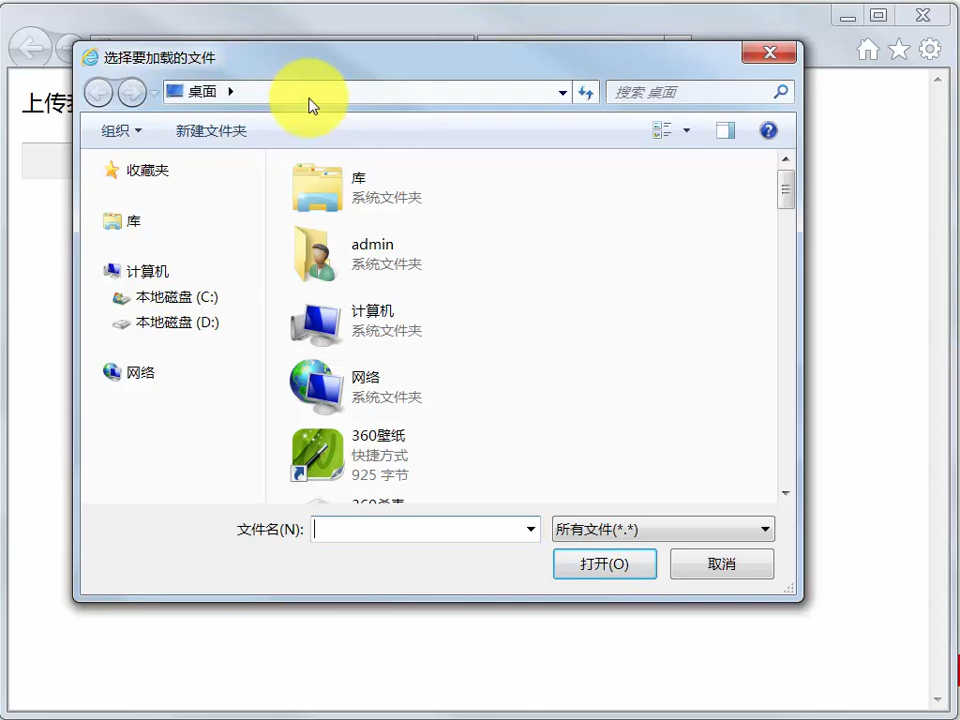 选择要加载的文件
桌面
搜索 桌面
上传
组织
新建文件夹
收藏夹
库
计算机
本地磁盘 (C:)
本地磁盘 (D:)
网络
库
系统文件夹
admin
系统文件夹
计算机
系统文件夹
网络
系统文件夹
360壁纸
快捷方式
925 字节
文件名(N):
所有文件(*.*)
打开(O)
取消